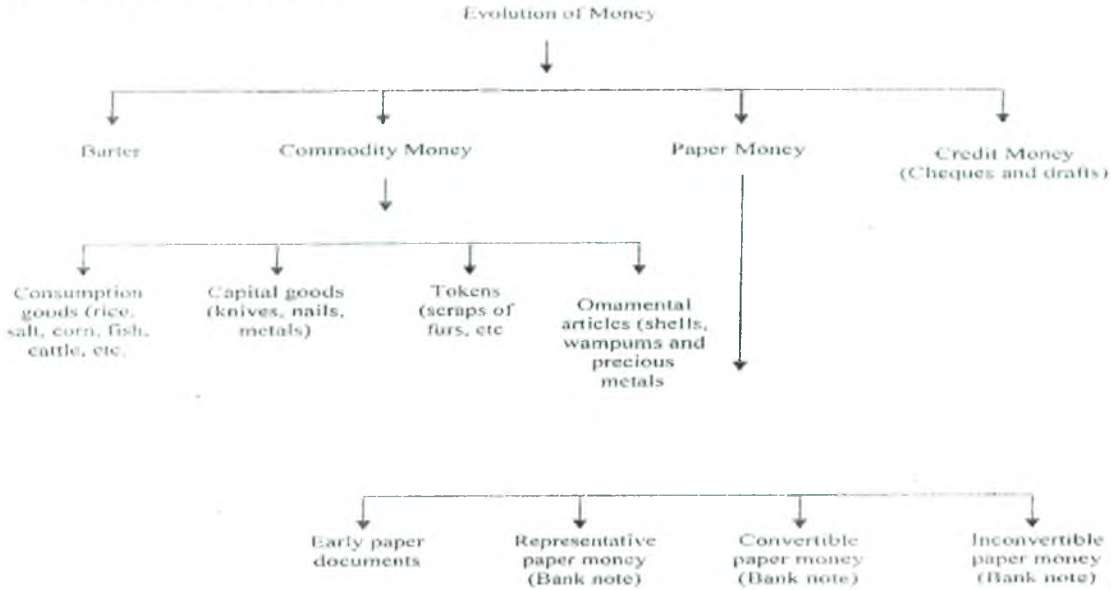 Evolution of Money
Barter
Commodity Money
Paper Money
Credit Money
(Cheques and drafts)
Consumption
goods (rice,
salt, corn, fish,
cattle, etc.
Capital goods
(knives, nails,
metals)
Tokens
(scraps of
furs, etc
Omamental
articles (shells,
wampums and
precious
metals
Early paper
documents
Representative
paper money
(Bank note)
Convertible
paper money
(Bank note)
Inconvertible
paper money
(Bank note)